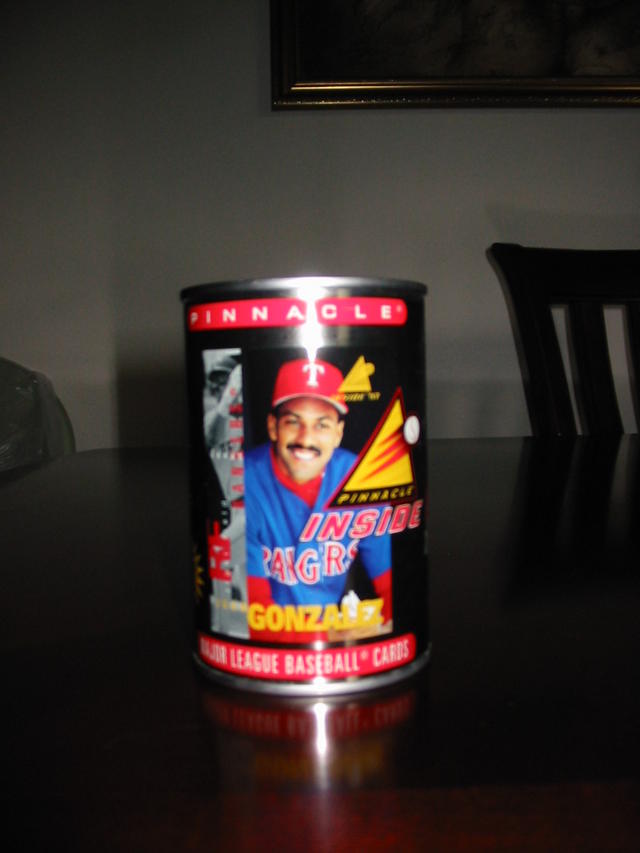 PINNACLE®
T
PINNACLE
INSIDE
RANGERS
GONZALEZ
MAJOR LEAGUE BASEBALL® CARDS